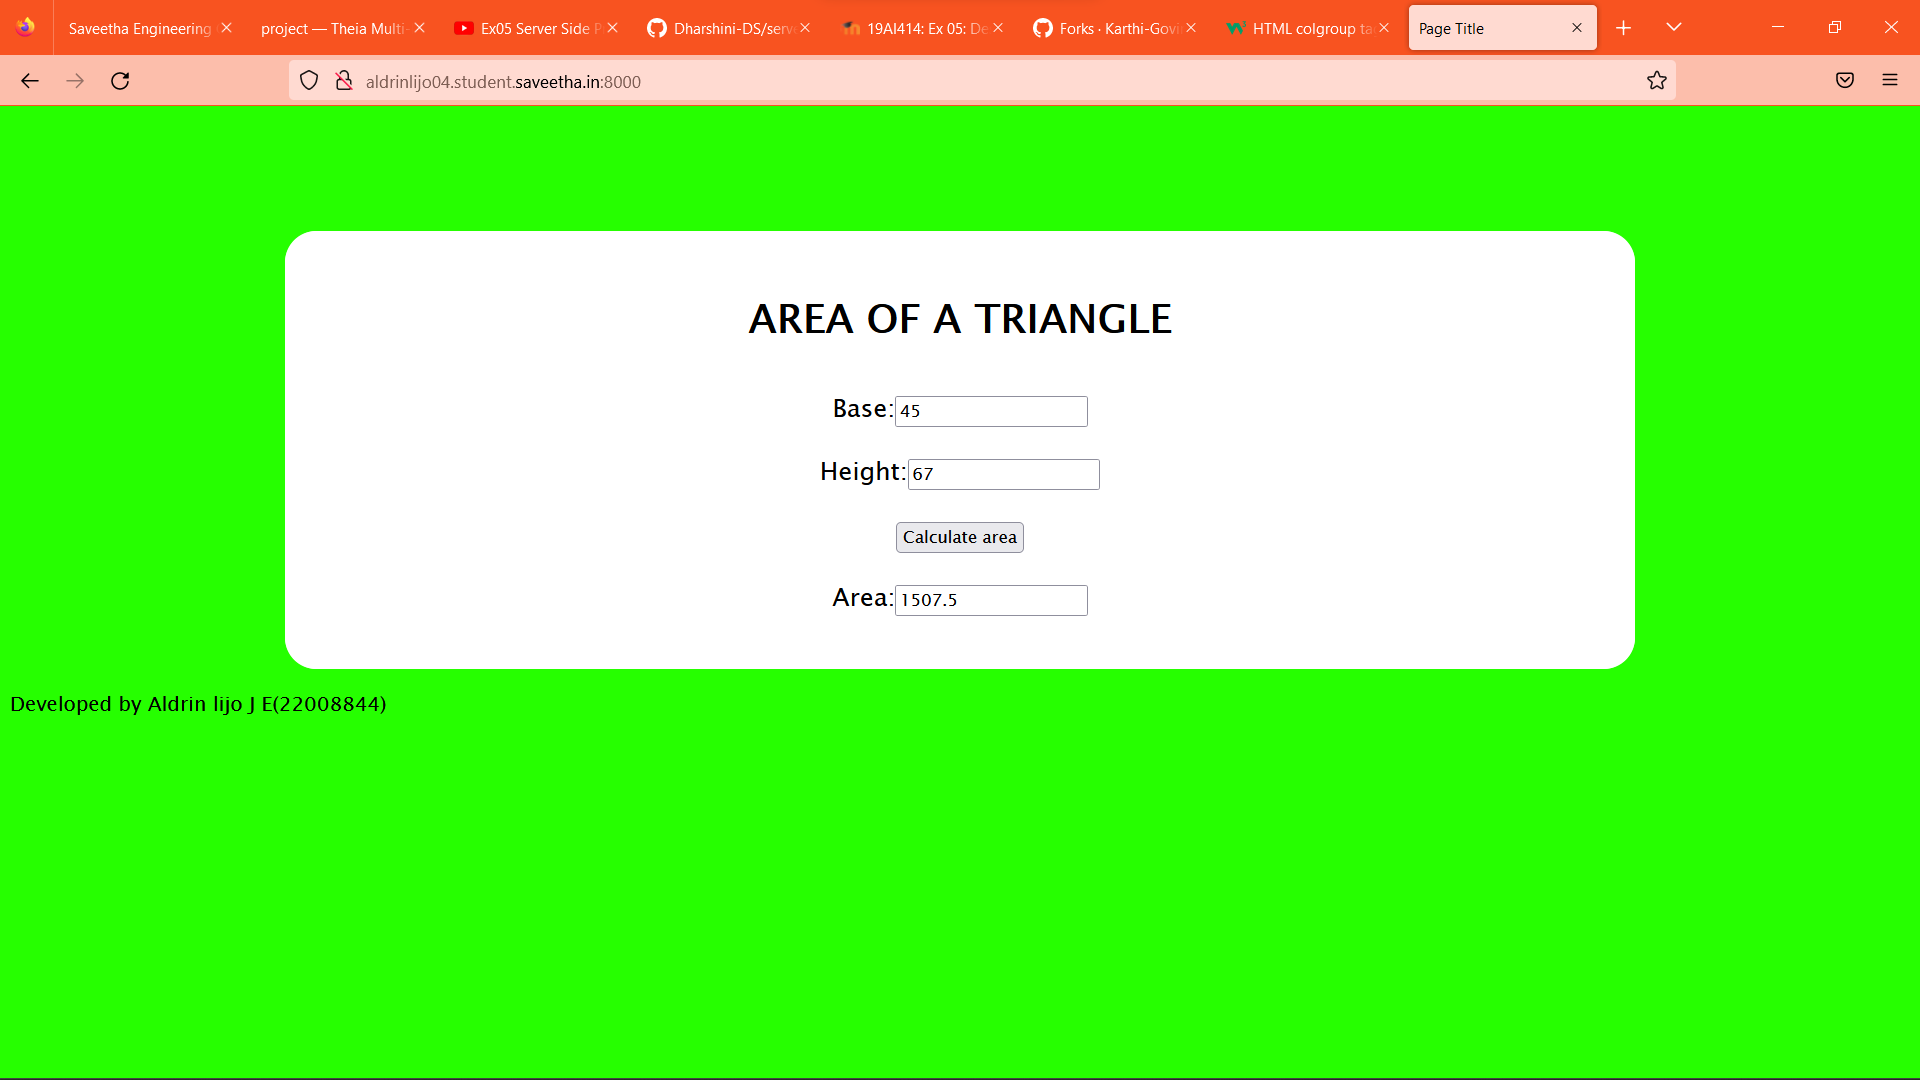 Saveetha Engineering
project — Theia Multi-
Ex05 Server Side P
Dharshini-DS/serve
19AI414: Ex 05: De
Forks · Karthi-Govi
HTML colgroup ta
Page Title
aldrinlijo04.student.saveetha.in:8000
AREA OF A TRIANGLE
Base: 45
Height: 67
Calculate area
Area: 1507.5
Developed by Aldrin lijo J E(22008844)